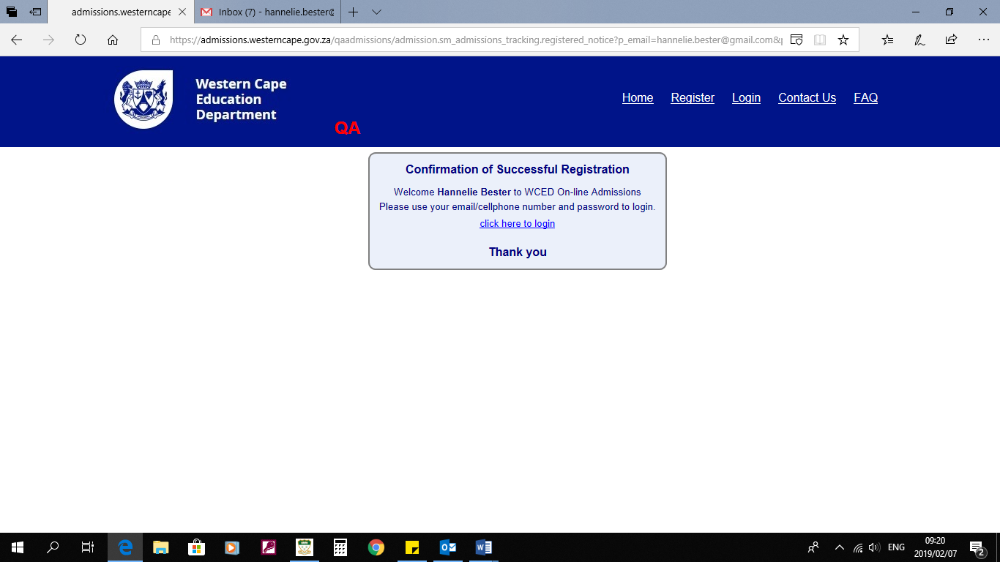 admissions.westerncape
Inbox (7) - hannelie.bester@
https://admissions.westerncape.gov.za/qaadmissions/admission.sm_admissions_tracking.registered_notice?p_email=hannelie.bester@gmail.com&p
Western Cape
Education
Department
Home Register Login Contact Us FAQ
QA
Confirmation of Successful Registration
Welcome Hannelie Bester to WCED On-line Admissions
Please use your email/cellphone number and password to login.
click here to login
Thank you
ENG
09:20
2019/02/07
2